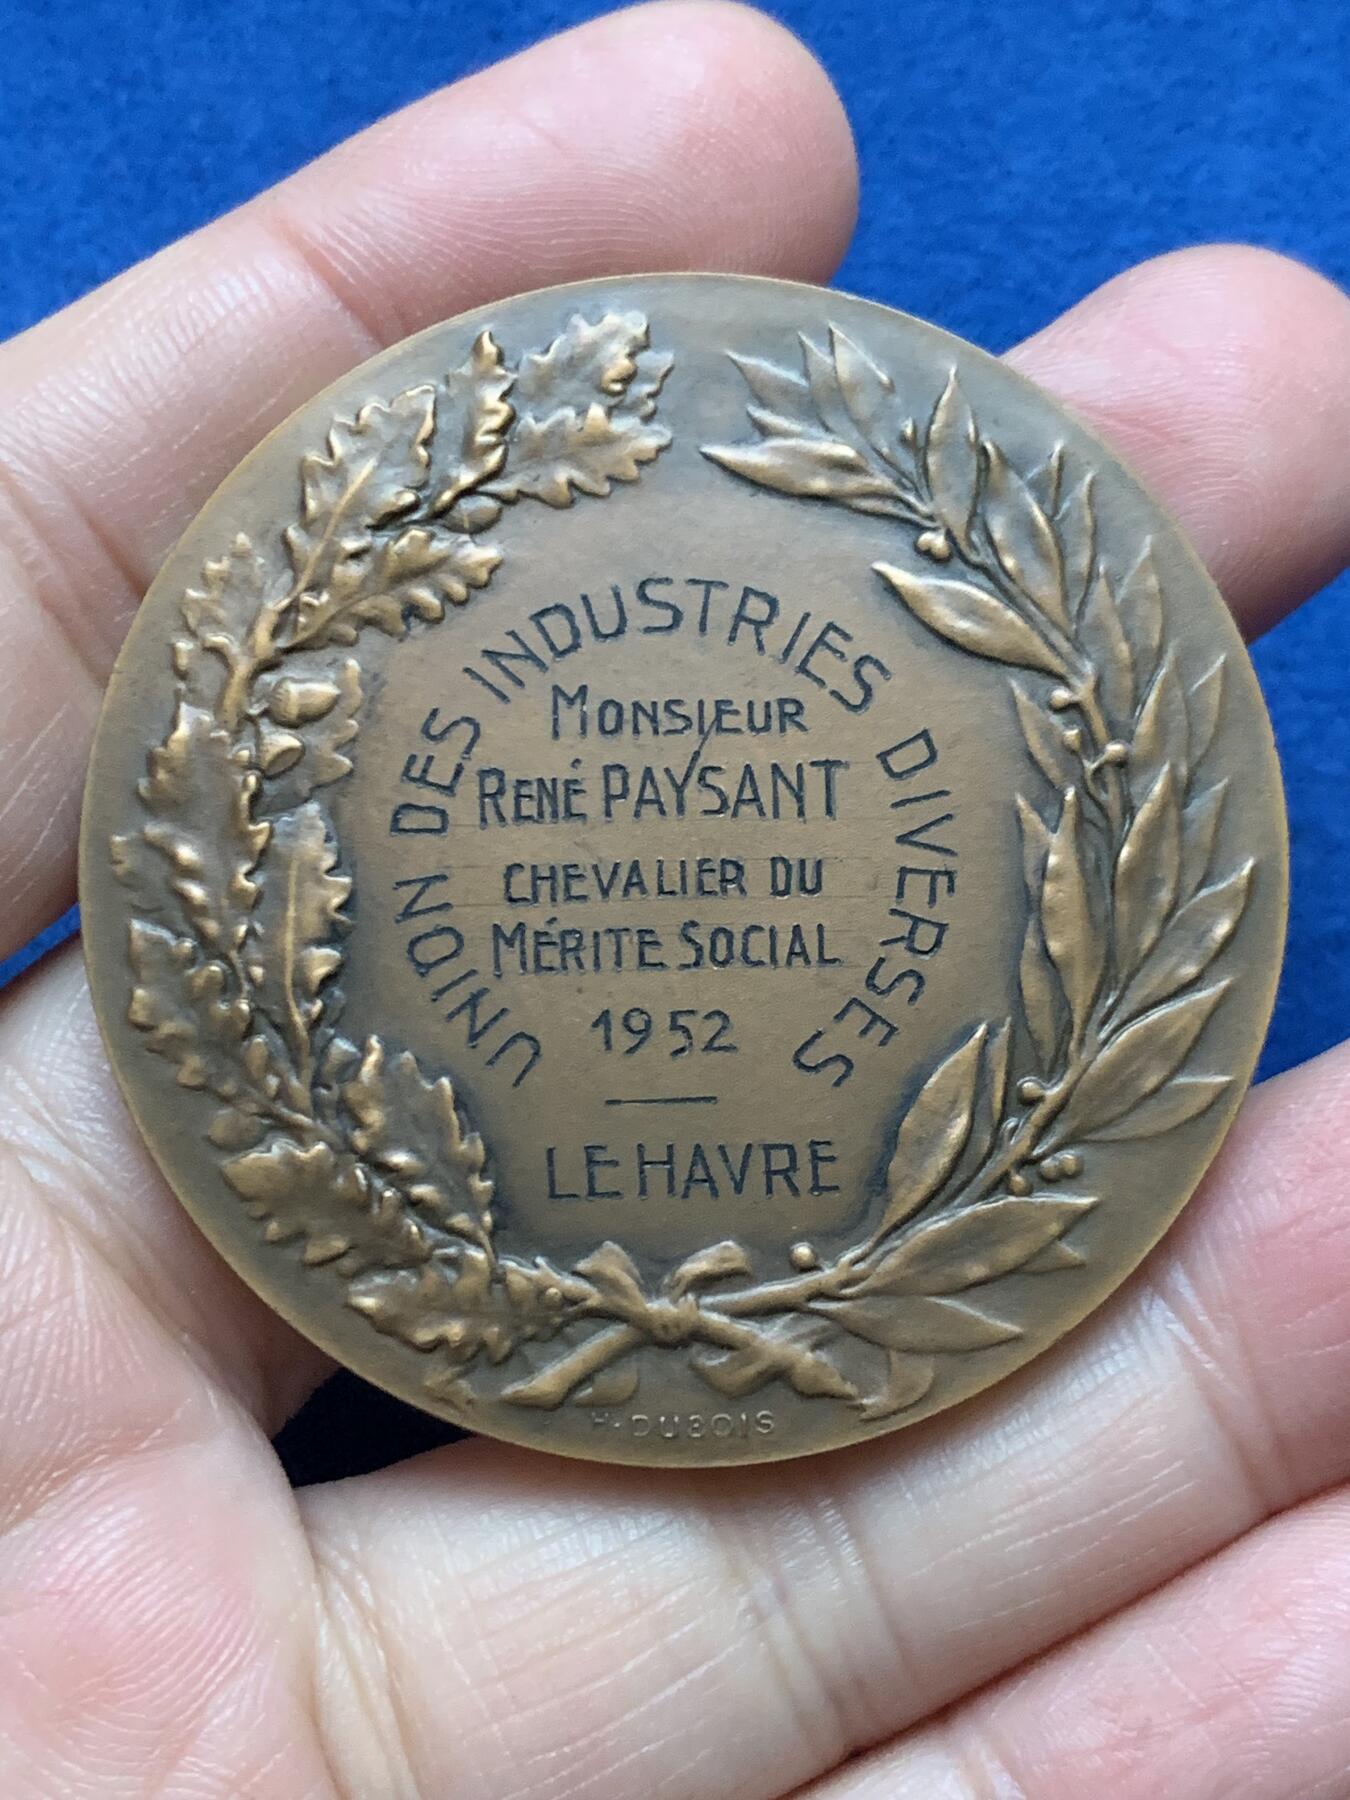 UNION DES INDUSTRIES DIVERSES
MONSIEUR
RENÉ PAYSANT
CHEVALIER DU
MÉRITE SOCIAL
1952
LE HAVRE
H. DUBOIS